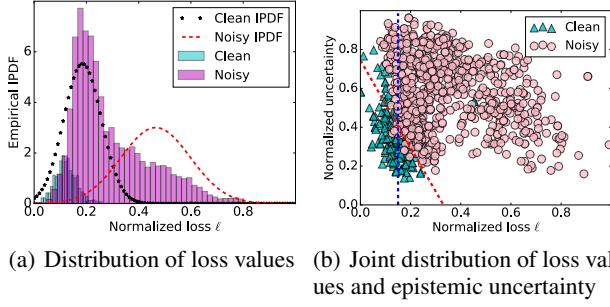 Empirical lPDF
0
2
4
6
0.0
0.2
0.4
0.6
0.8
Normalized loss ℓ
Clean lPDF
Noisy lPDF
Clean
Noisy
Normalized uncertainty
0.0
0.2
0.4
0.6
0.8
0.2
0.4
0.6
0.8
Normalized loss ℓ
Clean
Noisy
(a) Distribution of loss values
(b) Joint distribution of loss val
ues and epistemic uncertainty